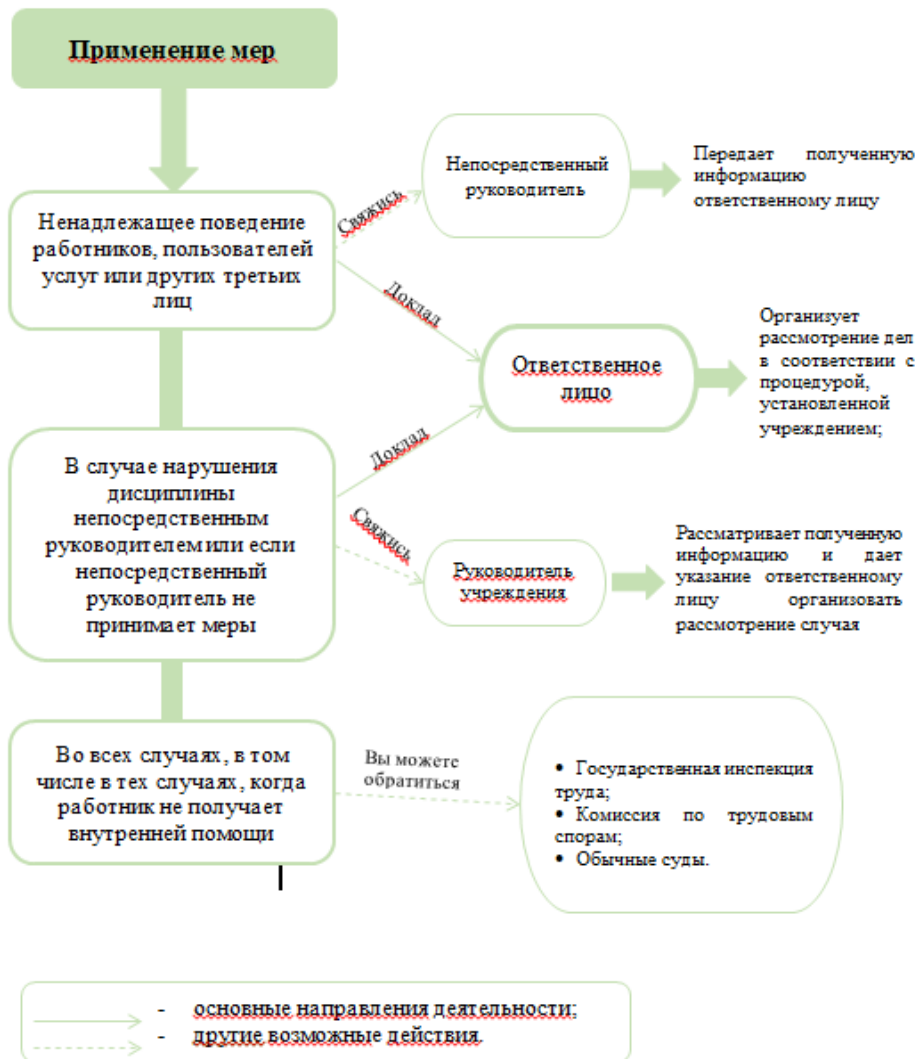 Применение мер
Ненадлежащее поведение
работников, пользователей
услуг или других третьих
лиц
Свяжись
Непосредственный
руководитель
Передает полученную
информацию
ответственному лицу
Доклад
Ответственное
лицо
Организует
рассмотрение дел
в соответствии с
процедурой,
установленной
учреждением;
В случае нарушения
дисциплины
непосредственным
руководителем или если
непосредственный
руководитель не
принимает меры
Доклад
Свяжись
Руководитель
учреждения
Рассматривает полученную
информацию и дает
указание ответственному
лицу организовать
рассмотрение случая
Во всех случаях, в том
числе в тех случаях, когда
работник не получает
внутренней помощи
Вы можете
обратиться
• Государственная инспекция
труда;
• Комиссия по трудовым
спорам;
• Обычные суды.
- основные направления деятельности;
- другие возможные действия.